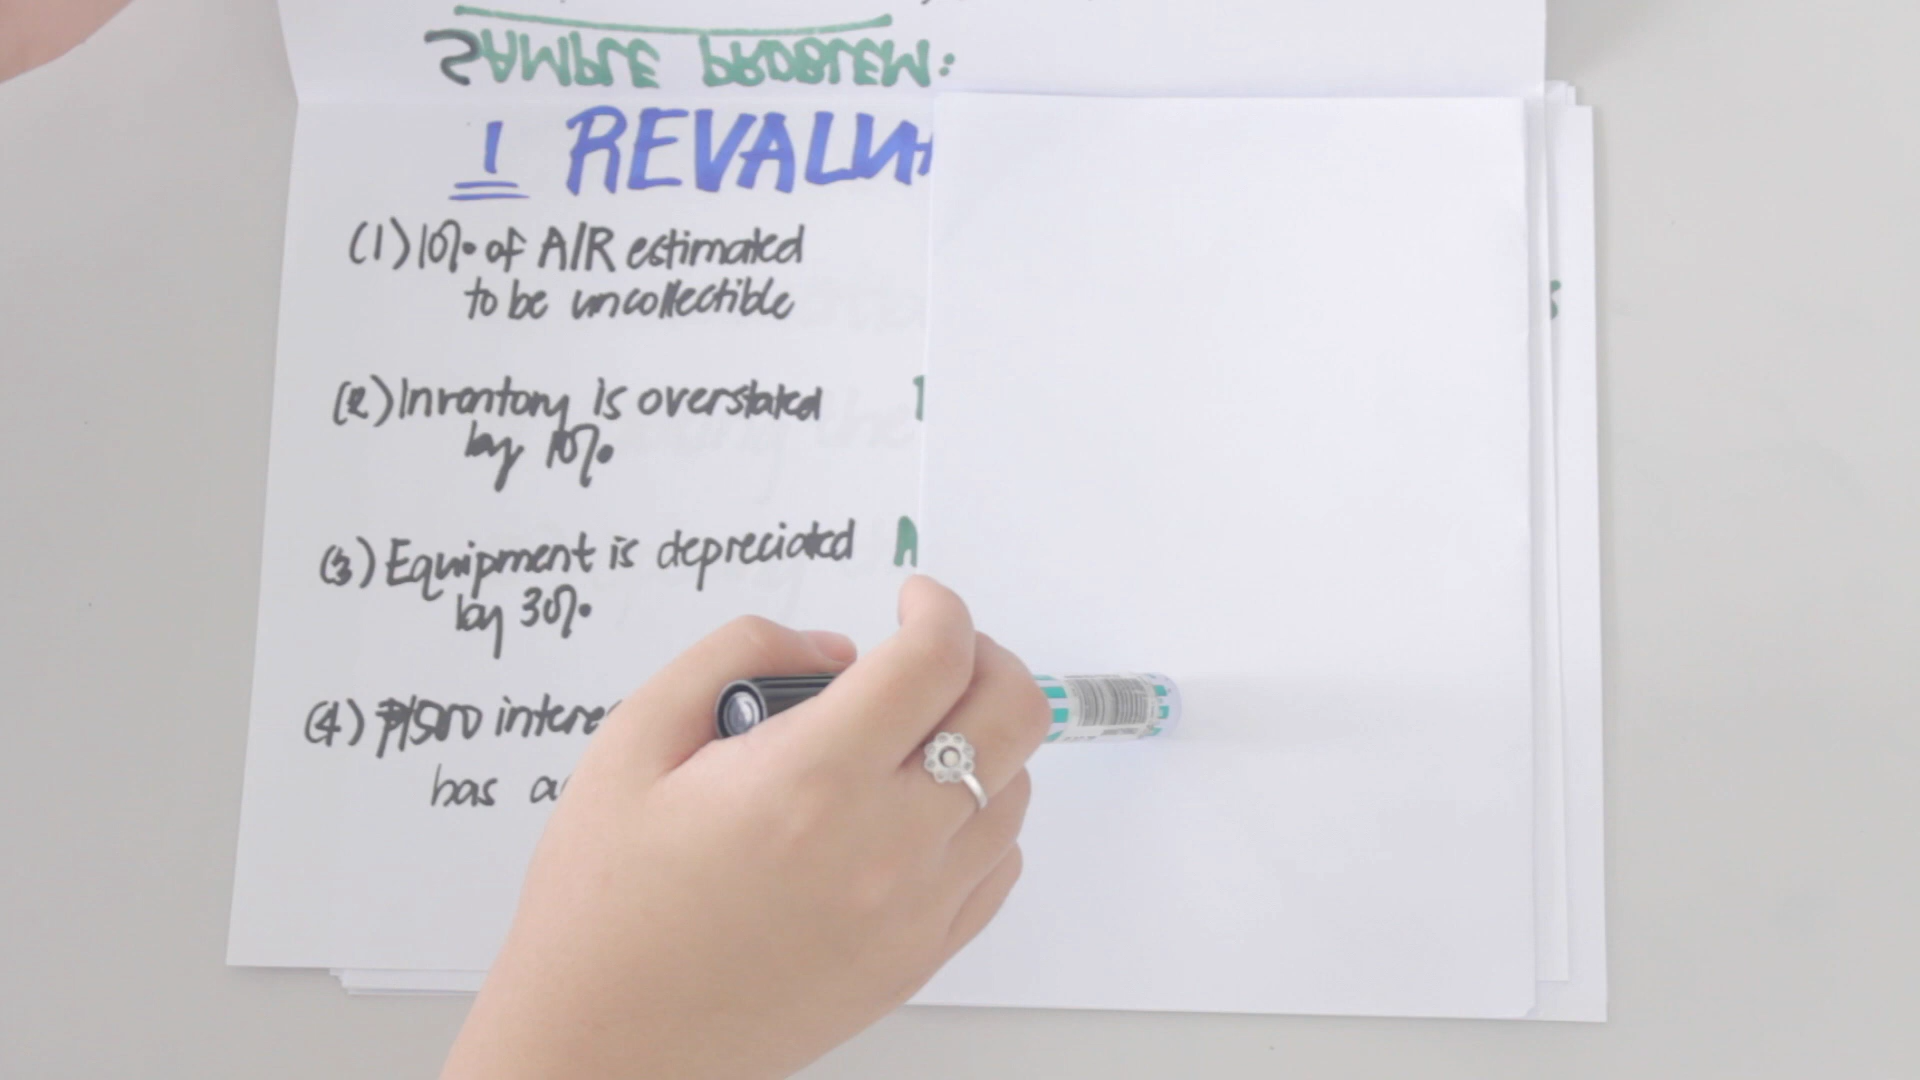 SAMPLE PROBLEM:
1 REVALU
(1) 10% of A/R estimated
to be uncollectible
(2) Inventory is overstated
by 10%
(3) Equipment is depreciated
by 30%
(4) ₱1500
has